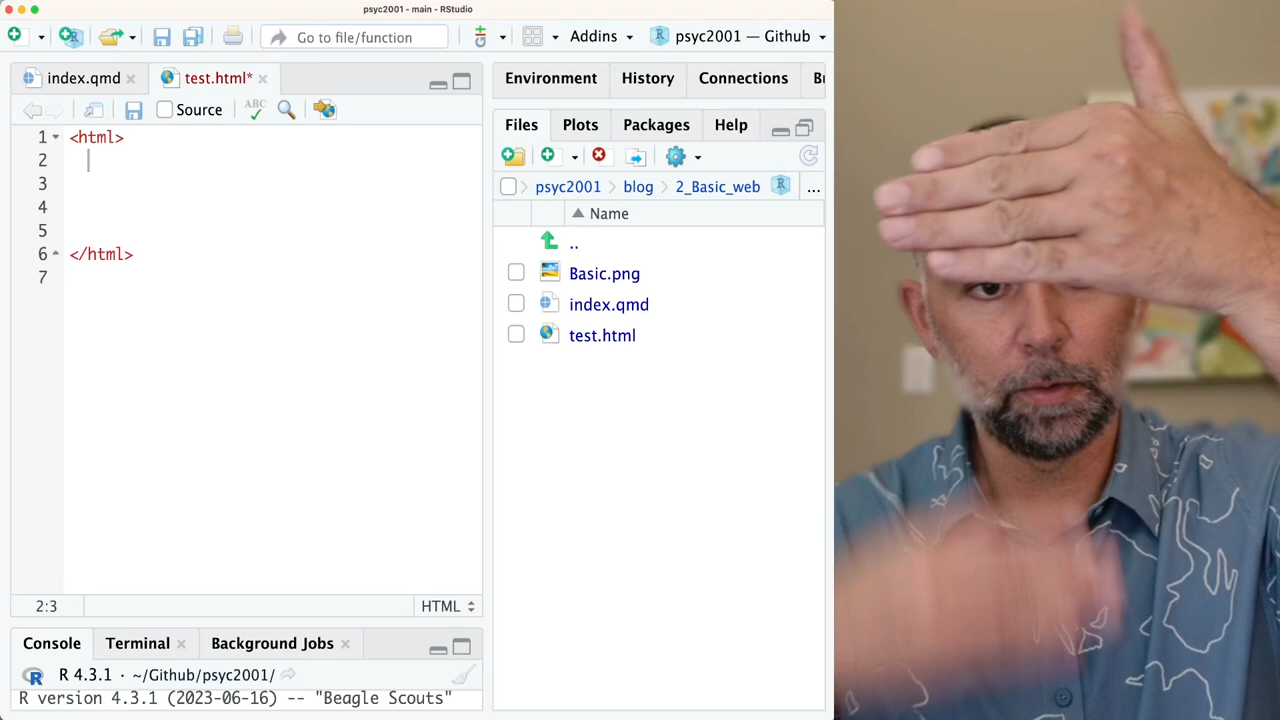 psyc2001 - main - RStudio
Go to file/function
Addins
psyc2001 — Github
index.qmd
test.html*
Source
ABC
1 <html>
2
3
4
5
6 </html>
7
2:3
HTML
Console
Terminal
Background Jobs
R 4.3.1 · ~/Github/psyc2001/
R version 4.3.1 (2023-06-16) -- "Beagle Scouts"
Environment
History
Connections
Files
Plots
Packages
Help
psyc2001
blog
2_Basic_web
...
Name
..
Basic.png
index.qmd
test.html